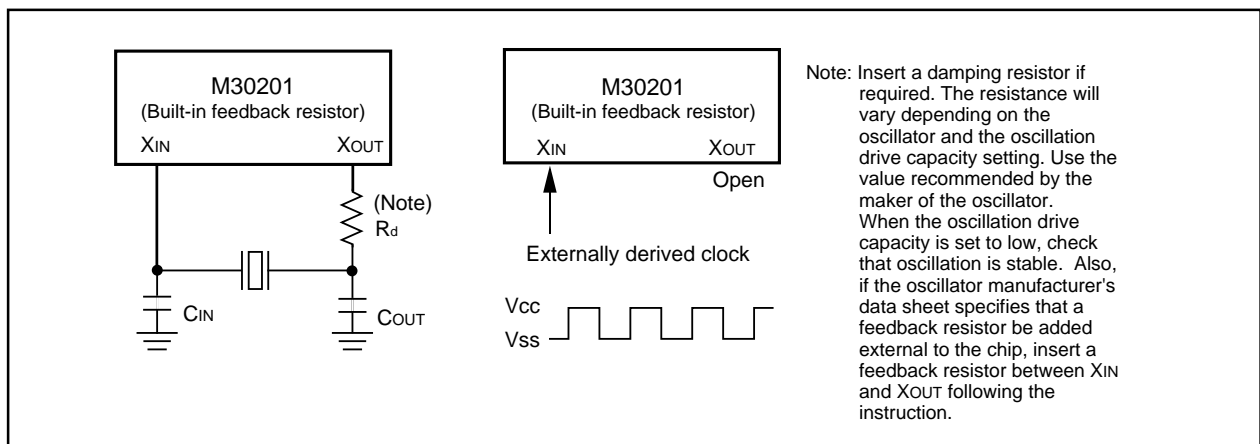 M30201
(Built-in feedback resistor)
XIN
XOUT
(Note)
Rd
CIN
COUT
M30201
(Built-in feedback resistor)
XIN
XOUT
Open
Externally derived clock
Vcc
Vss
Note: Insert a damping resistor if
required. The resistance will
vary depending on the
oscillator and the oscillation
drive capacity setting. Use the
value recommended by the
maker of the oscillator.
When the oscillation drive
capacity is set to low, check
that oscillation is stable.  Also,
if the oscillator manufacturer's
data sheet specifies that a
feedback resistor be added
external to the chip, insert a
feedback resistor between XIN
and XOUT following the
instruction.